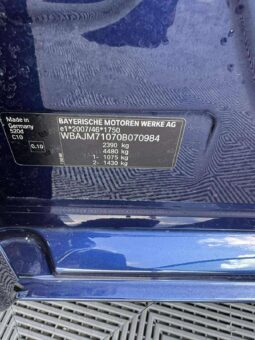 Made in
Germany
520d
C10
0.10
BAYERISCHE MOTOREN WERKE AG
e1*2007/46*1750
WBAJM71070B070984
2390 kg
4480 kg
1- 1075 kg
2- 1430 kg